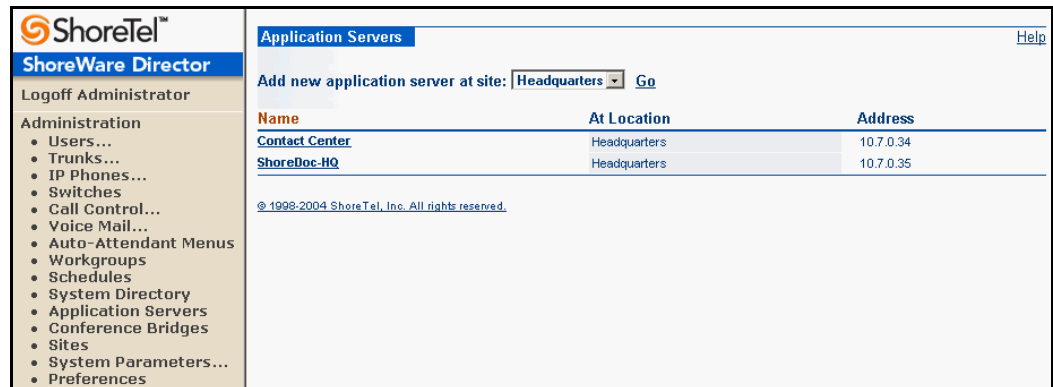 ShoreTel™
ShoreWare Director
Logoff Administrator
Administration
• Users...
• Trunks...
• IP Phones...
• Switches
• Call Control...
• Voice Mail...
• Auto-Attendant Menus
• Workgroups
• Schedules
• System Directory
• Application Servers
• Conference Bridges
• Sites
• System Parameters...
• Preferences
Application Servers Help
Add new application server at site: Headquarters Go
Name At Location Address
Contact Center Headquarters 10.7.0.34
ShoreDoc-HQ Headquarters 10.7.0.35
© 1998-2004 ShoreTel, Inc. All rights reserved.